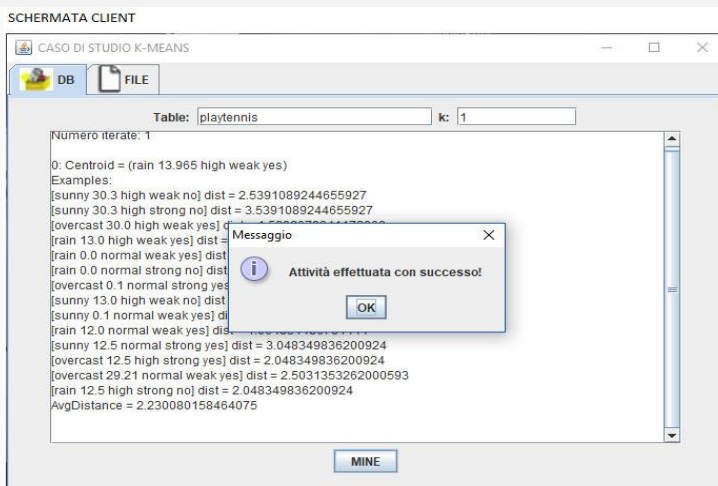 SCHERMATA CLIENT
CASO DI STUDIO K-MEANS
DB FILE
Table: playtennis k: 1
Numero iterate: 1
0: Centroid = (rain 13.965 high weak yes)
Examples:
[sunny 30.3 high weak no] dist = 2.5391089244655927
[sunny 30.3 high strong no] dist = 3.5391089244655927
[overcast 30.0 high weak yes]
[rain 13.0 high weak yes] dist =
[rain 0.0 normal weak yes] dist
[rain 0.0 normal strong no] dist
[overcast 0.1 normal strong yes
[sunny 13.0 high weak no] dist
[sunny 0.1 normal weak yes]
[rain 12.0 normal weak yes]
[sunny 12.5 normal strong yes] dist = 3.048349836200924
[overcast 12.5 high strong yes] dist = 2.048349836200924
[overcast 29.21 normal weak yes] dist = 2.5031353262000593
[rain 12.5 high strong no] dist = 2.048349836200924
AvgDistance = 2.230080158464075
Messaggio
Attività effettuata con successo!
OK
MINE